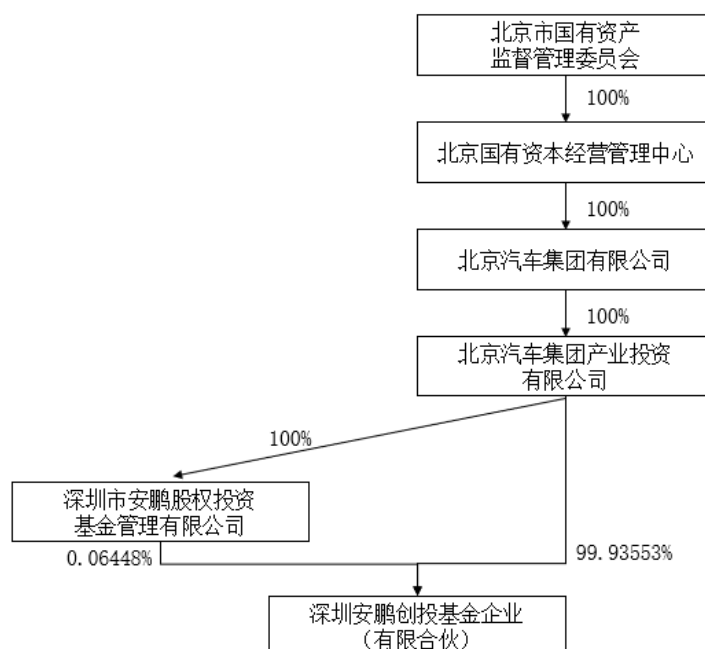 北京市国有资产
监督管理委员会
100%
北京国有资本经营管理中心
100%
北京汽车集团有限公司
100%
北京汽车集团产业投资
有限公司
100%
深圳市安鹏股权投资
基金管理有限公司
0.06448%
99.93553%
深圳安鹏创投基金企业
（有限合伙）